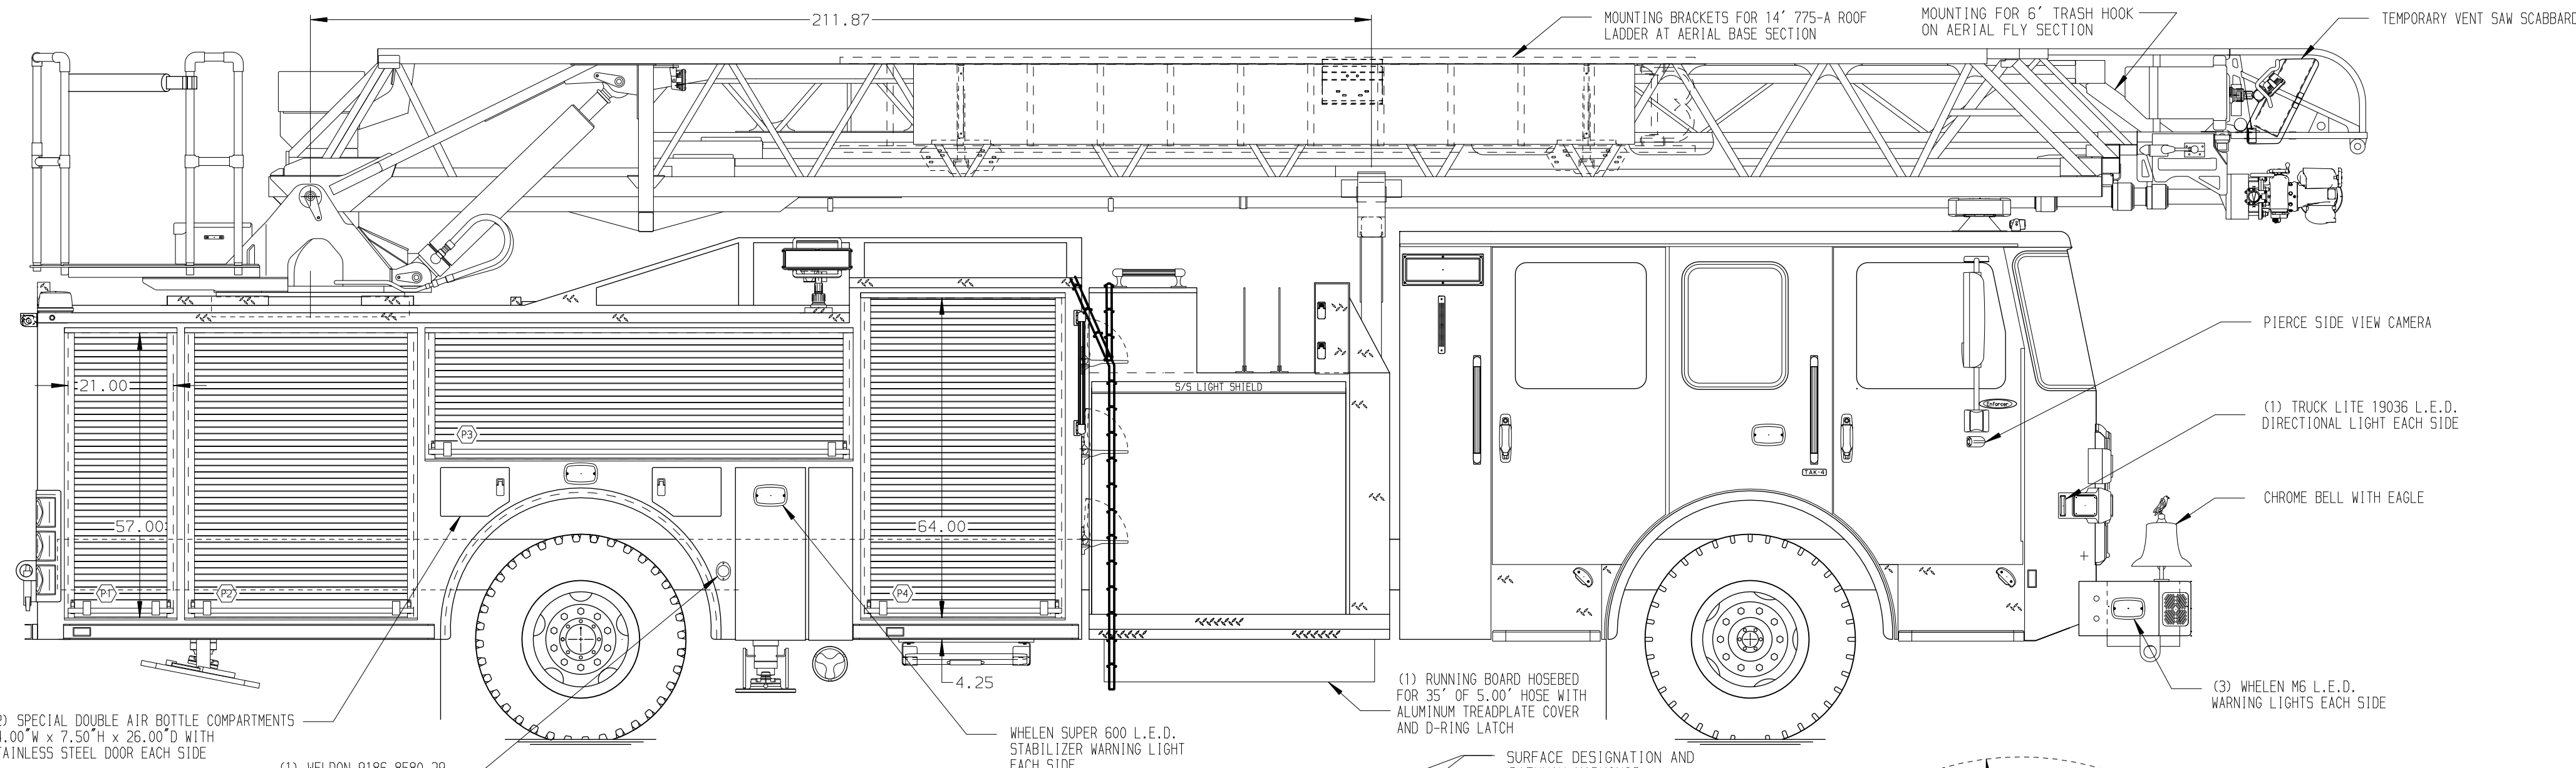 211.87
MOUNTING BRACKETS FOR 14' 775-A ROOF
LADDER AT AERIAL BASE SECTION
MOUNTING FOR 6' TRASH HOOK
ON AERIAL FLY SECTION
TEMPORARY VENT SAW SCABBARD
PIERCE SIDE VIEW CAMERA
21.00
S/S LIGHT SHIELD
Enforcer
(1) TRUCK LITE 19036 L.E.D.
DIRECTIONAL LIGHT EACH SIDE
P3
TAK-4
CHROME BELL WITH EAGLE
57.00
64.00
P1
P2
P4
4.25
(1) RUNNING BOARD HOSEBED
FOR 35' OF 5.00' HOSE WITH
ALUMINUM TREADPLATE COVER
AND D-RING LATCH
(3) WHELEN M6 L.E.D.
WARNING LIGHTS EACH SIDE
2) SPECIAL DOUBLE AIR BOTTLE COMPARTMENTS
4.00"W x 7.50"H x 26.00"D WITH
TAINLESS STEEL DOOR EACH SIDE
WHELEN SUPER 600 L.E.D.
STABILIZER WARNING LIGHT
EACH SIDE
(1) WELDON 9186-8580-29
SURFACE DESIGNATION AND